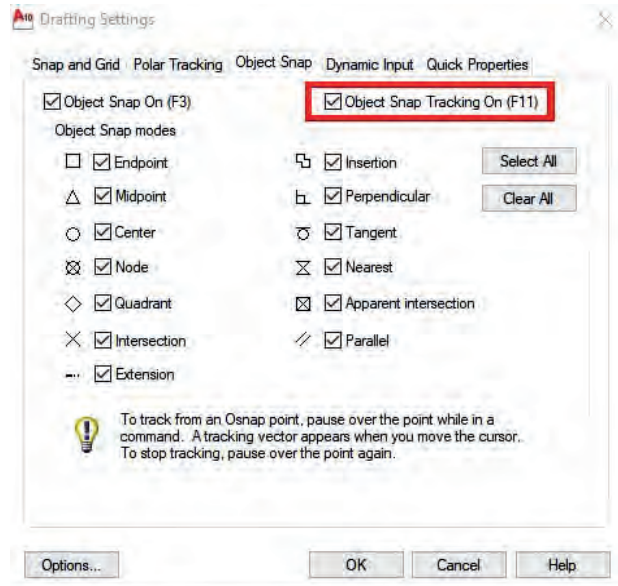 A10 Drafting Settings
Snap and Grid Polar Tracking Object Snap Dynamic Input Quick Properties
Object Snap On (F3) Object Snap Tracking On (F11)
Object Snap modes
Endpoint Insertion Select All
Midpoint Perpendicular Clear All
Center Tangent
Node Nearest
Quadrant Apparent intersection
Intersection Parallel
Extension
To track from an Osnap point, pause over the point while in a
command. A tracking vector appears when you move the cursor.
To stop tracking, pause over the point again.
Options... OK Cancel Help